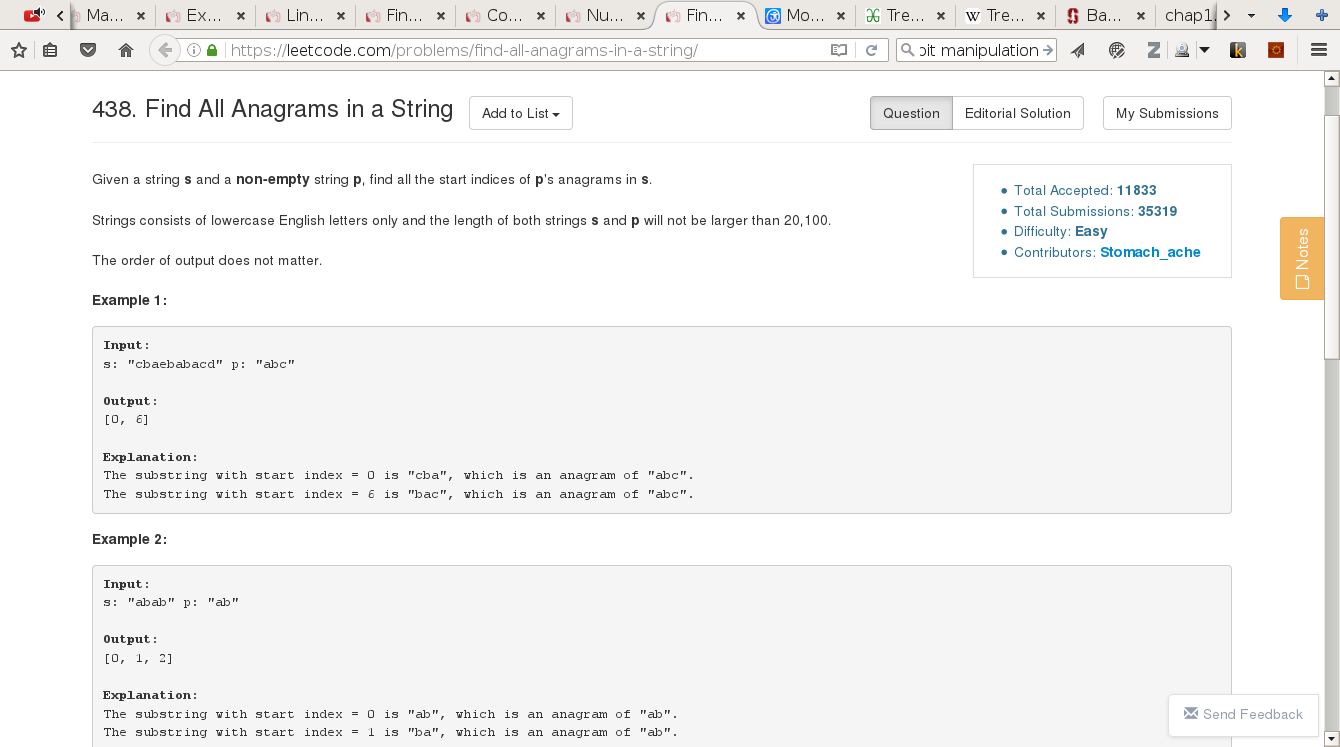 Ma... Ex... Lin... Fin... Co... Nu... Fin... Mo... Tre... Tre... Ba... chap1
https://leetcode.com/problems/find-all-anagrams-in-a-string/ bit manipulation
438. Find All Anagrams in a String Add to List Question Editorial Solution My Submissions
Given a string s and a non-empty string p, find all the start indices of p's anagrams in s.
Strings consists of lowercase English letters only and the length of both strings s and p will not be larger than 20,100.
The order of output does not matter.
Total Accepted: 11833
Total Submissions: 35319
Difficulty: Easy
Contributors: Stomach_ache
Notes
Example 1:
Input:
s: "cbaebabacd" p: "abc"
Output:
[0, 6]
Explanation:
The substring with start index = 0 is "cba", which is an anagram of "abc".
The substring with start index = 6 is "bac", which is an anagram of "abc".
Example 2:
Input:
s: "abab" p: "ab"
Output:
[0, 1, 2]
Explanation:
The substring with start index = 0 is "ab", which is an anagram of "ab".
The substring with start index = 1 is "ba", which is an anagram of "ab".
Send Feedback